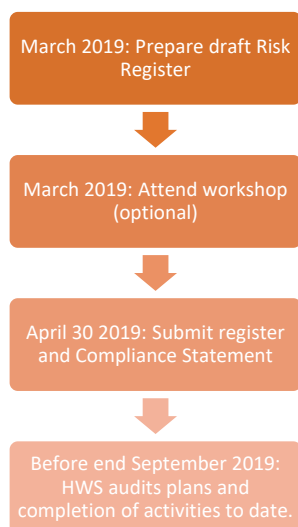 March 2019: Prepare draft Risk
Register
March 2019: Attend workshop
(optional)
April 30 2019: Submit register
and Compliance Statement
Before end September 2019:
HWS audits plans and
completion of activities to date.